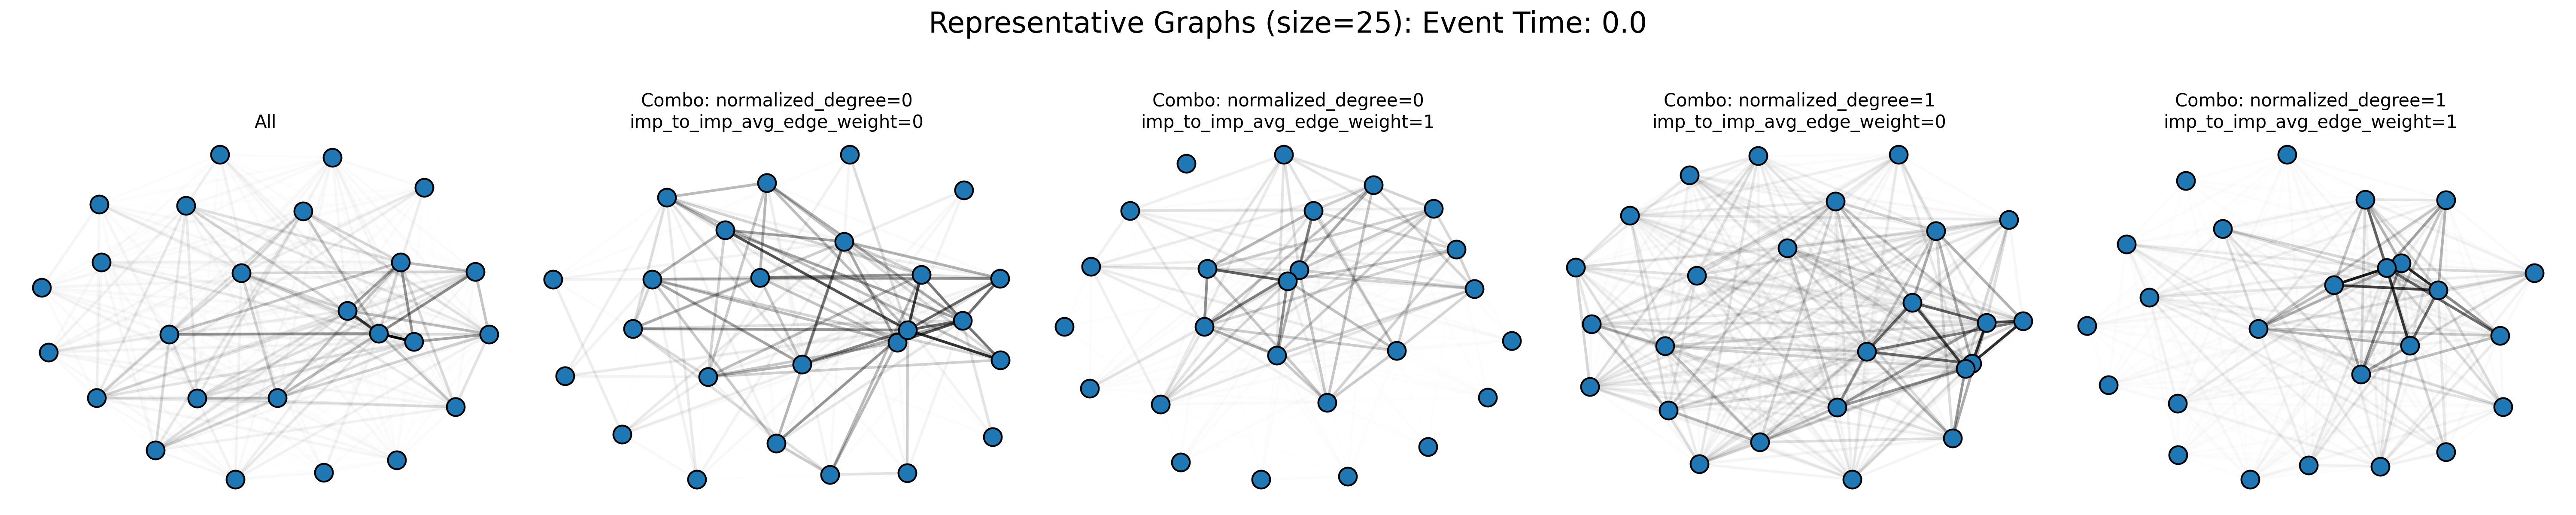 Representative Graphs (size=25): Event Time: 0.0
All
Combo: normalized_degree=0
imp_to_imp_avg_edge_weight=0
Combo: normalized_degree=0
imp_to_imp_avg_edge_weight=1
Combo: normalized_degree=1
imp_to_imp_avg_edge_weight=0
Combo: normalized_degree=1
imp_to_imp_avg_edge_weight=1